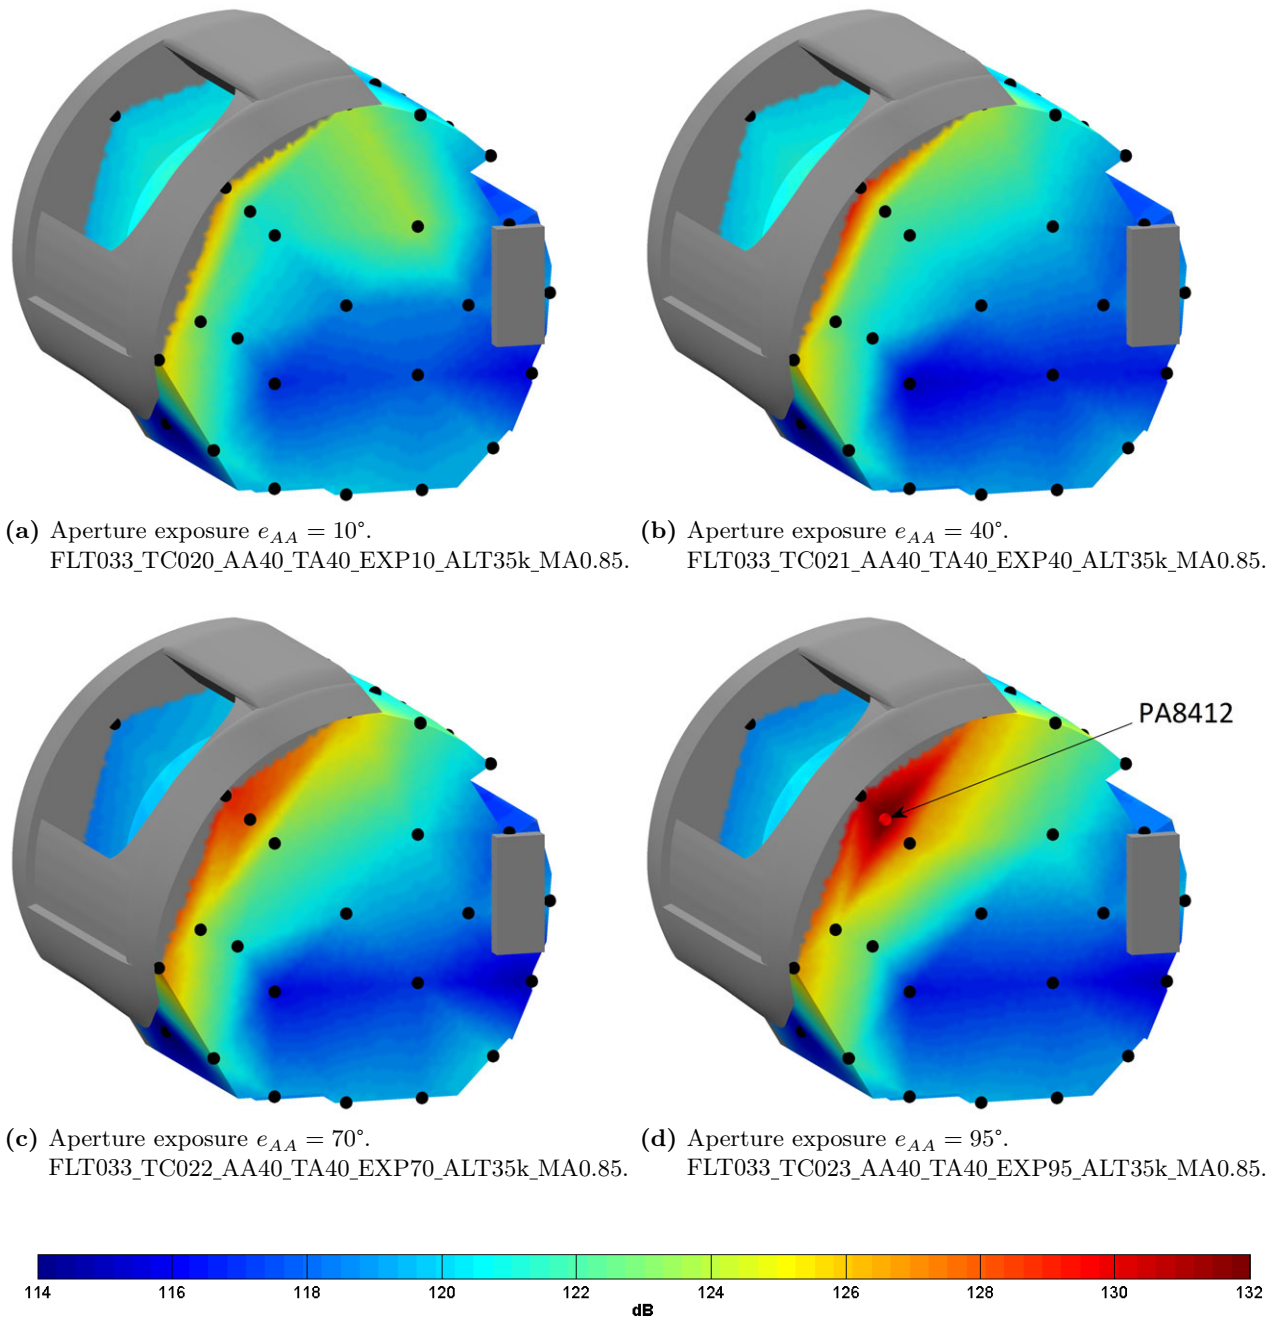 (a) Aperture exposure e_AA = 10°.
FLT033_TC020_AA40_TA40_EXP10_ALT35k_MA0.85.
(b) Aperture exposure e_AA = 40°.
FLT033_TC021_AA40_TA40_EXP40_ALT35k_MA0.85.
PA8412
(c) Aperture exposure e_AA = 70°.
FLT033_TC022_AA40_TA40_EXP70_ALT35k_MA0.85.
(d) Aperture exposure e_AA = 95°.
FLT033_TC023_AA40_TA40_EXP95_ALT35k_MA0.85.
114 116 118 120 122 124 126 128 130 132
dB